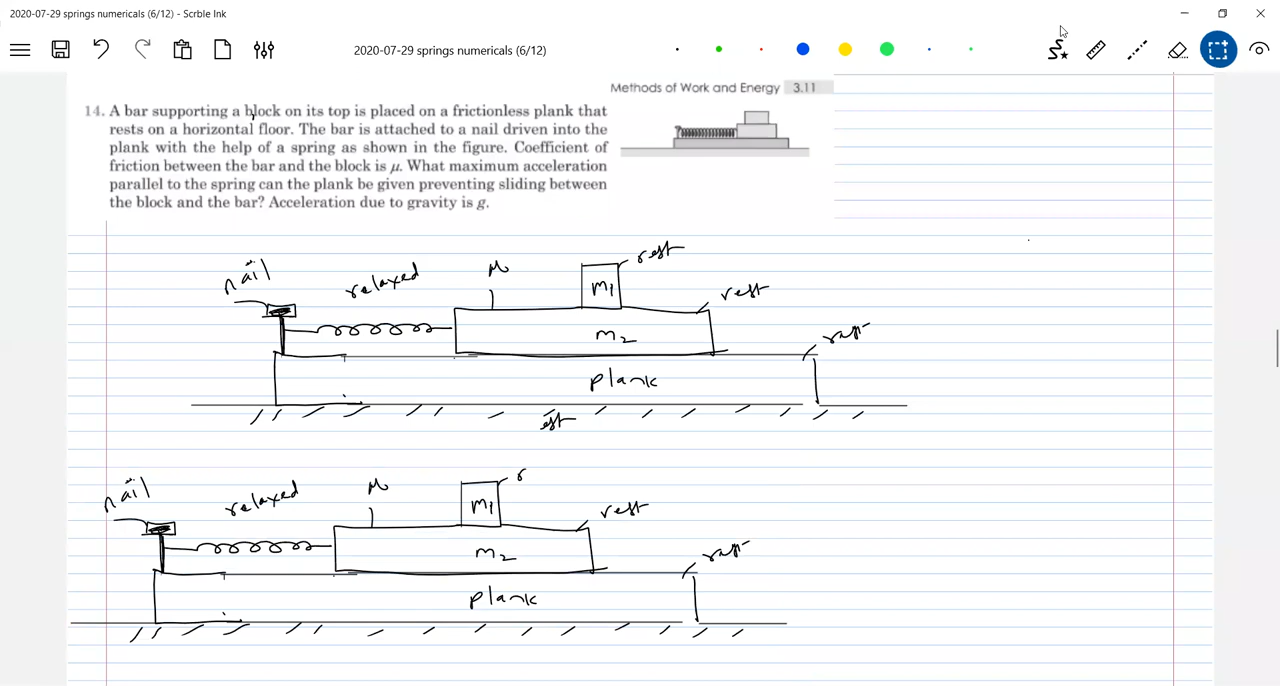 2020-07-29 springs numericals (6/12) - Scrble Ink
2020-07-29 springs numericals (6/12)
Methods of Work and Energy 3.11
14. A bar supporting a block on its top is placed on a frictionless plank that
rests on a horizontal floor. The bar is attached to a nail driven into the
plank with the help of a spring as shown in the figure. Coefficient of
friction between the bar and the block is μ. What maximum acceleration
parallel to the spring can the plank be given preventing sliding between
the block and the bar? Acceleration due to gravity is g.
nail
relaxed
μ
rest
m1
rest
m2
rest
plank
est
nail
relaxed
μ
r
m1
rest
m2
rest
plank